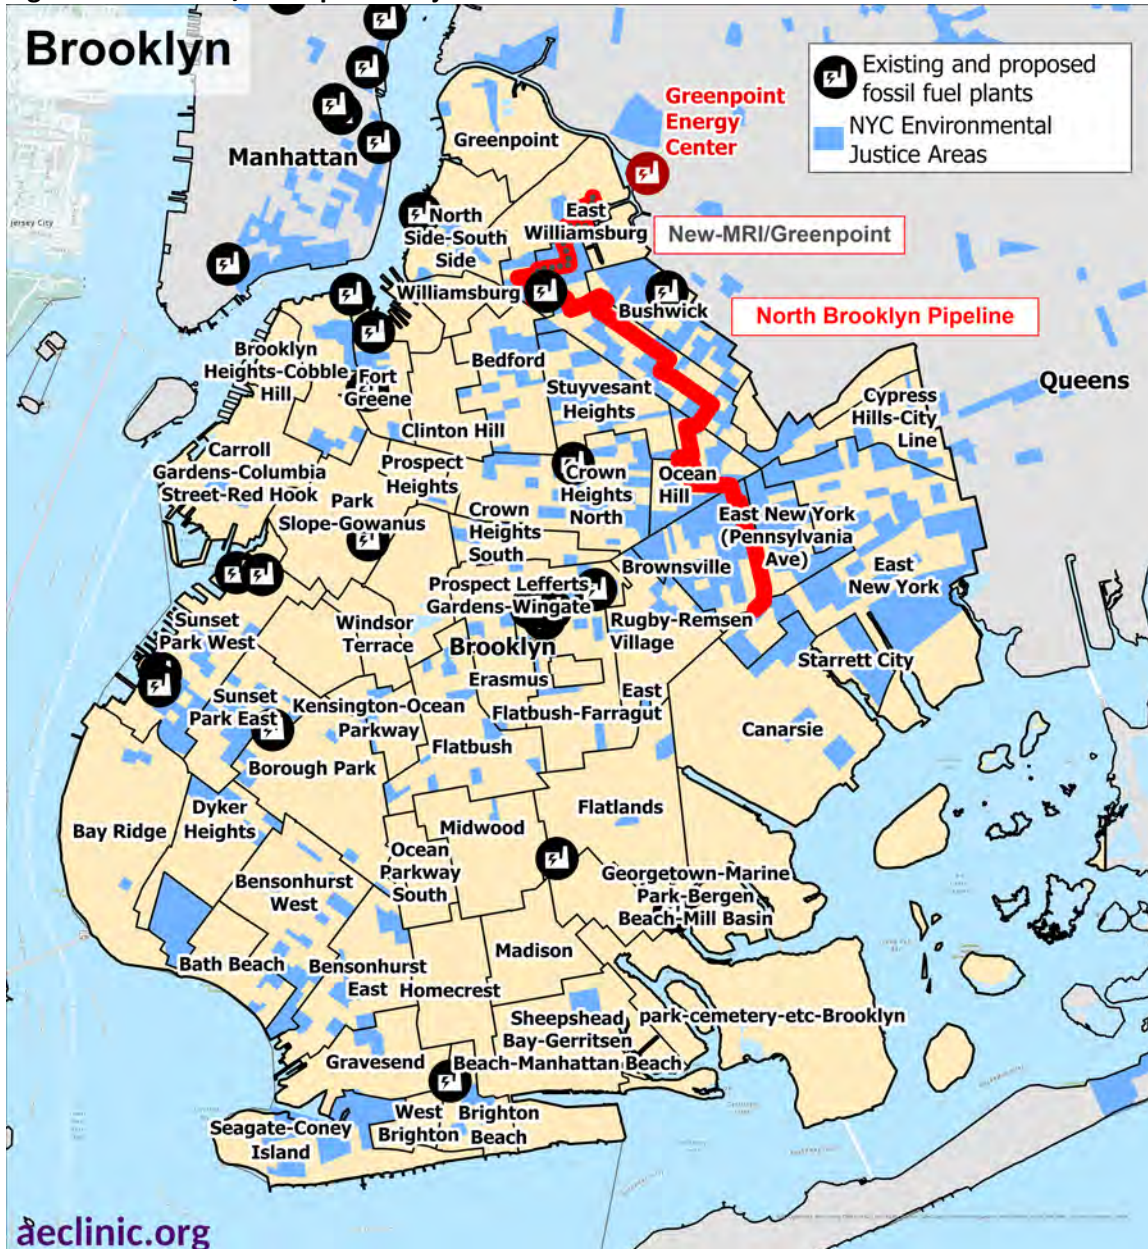 Brooklyn
Existing and proposed
fossil fuel plants
NYC Environmental
Justice Areas
Greenpoint
Energy
Center
Manhattan
Jersey City
Greenpoint
North
Side-South
Side
East
Williamsburg
New-MRI/Greenpoint
Williamsburg
Bushwick
North Brooklyn Pipeline
Brooklyn
Heights-Cobble
Hill
Fort
Greene
Bedford
Stuyvesant
Heights
Clinton Hill
Queens
Cypress
Hills-City
Line
Carroll
Gardens-Columbia
Street-Red Hook
Prospect
Heights
Park
Slope-Gowanus
Crown
Heights
North
Ocean
Hill
Crown
Heights
South
East New York
(Pennsylvania
Ave)
Brownsville
East
New York
Prospect Lefferts
Gardens-Wingate
Rugby-Remsen
Village
Sunset
Park West
Windsor
Terrace
Brooklyn
Erasmus
Starrett City
Sunset
Park East
Kensington-Ocean
Parkway
East
Flatbush-Farragut
Flatbush
Canarsie
Borough Park
Bay Ridge
Dyker
Heights
Midwood
Flatlands
Ocean
Parkway
South
Bensonhurst
West
Georgetown-Marine
Park-Bergen
Beach-Mill Basin
Bath Beach
Bensonhurst
East
Homecrest
Madison
Sheepshead
Bay-Gerritsen
Beach-Manhattan Beach
park-cemetery-etc-Brooklyn
Gravesend
West
Brighton
Brighton
Beach
Seagate-Coney
Island
aeclinic.org